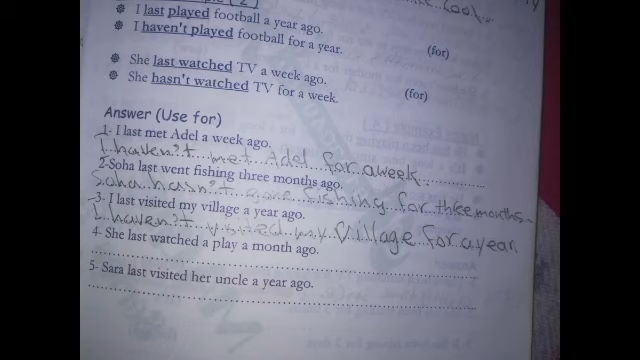 ✽ I last played football a year ago.
✽ I haven't played football for a year. (for)
✽ She last watched TV a week ago.
✽ She hasn't watched TV for a week. (for)
Answer (Use for)
1- I last met Adel a week ago.
I haven't met Adel for a week
2-Soha last went fishing three months ago.
Soha hasn't gone fishing for three months
3- I last visited my village a year ago.
I haven't visited my village for a year
4- She last watched a play a month ago.
5- Sara last visited her uncle a year ago.